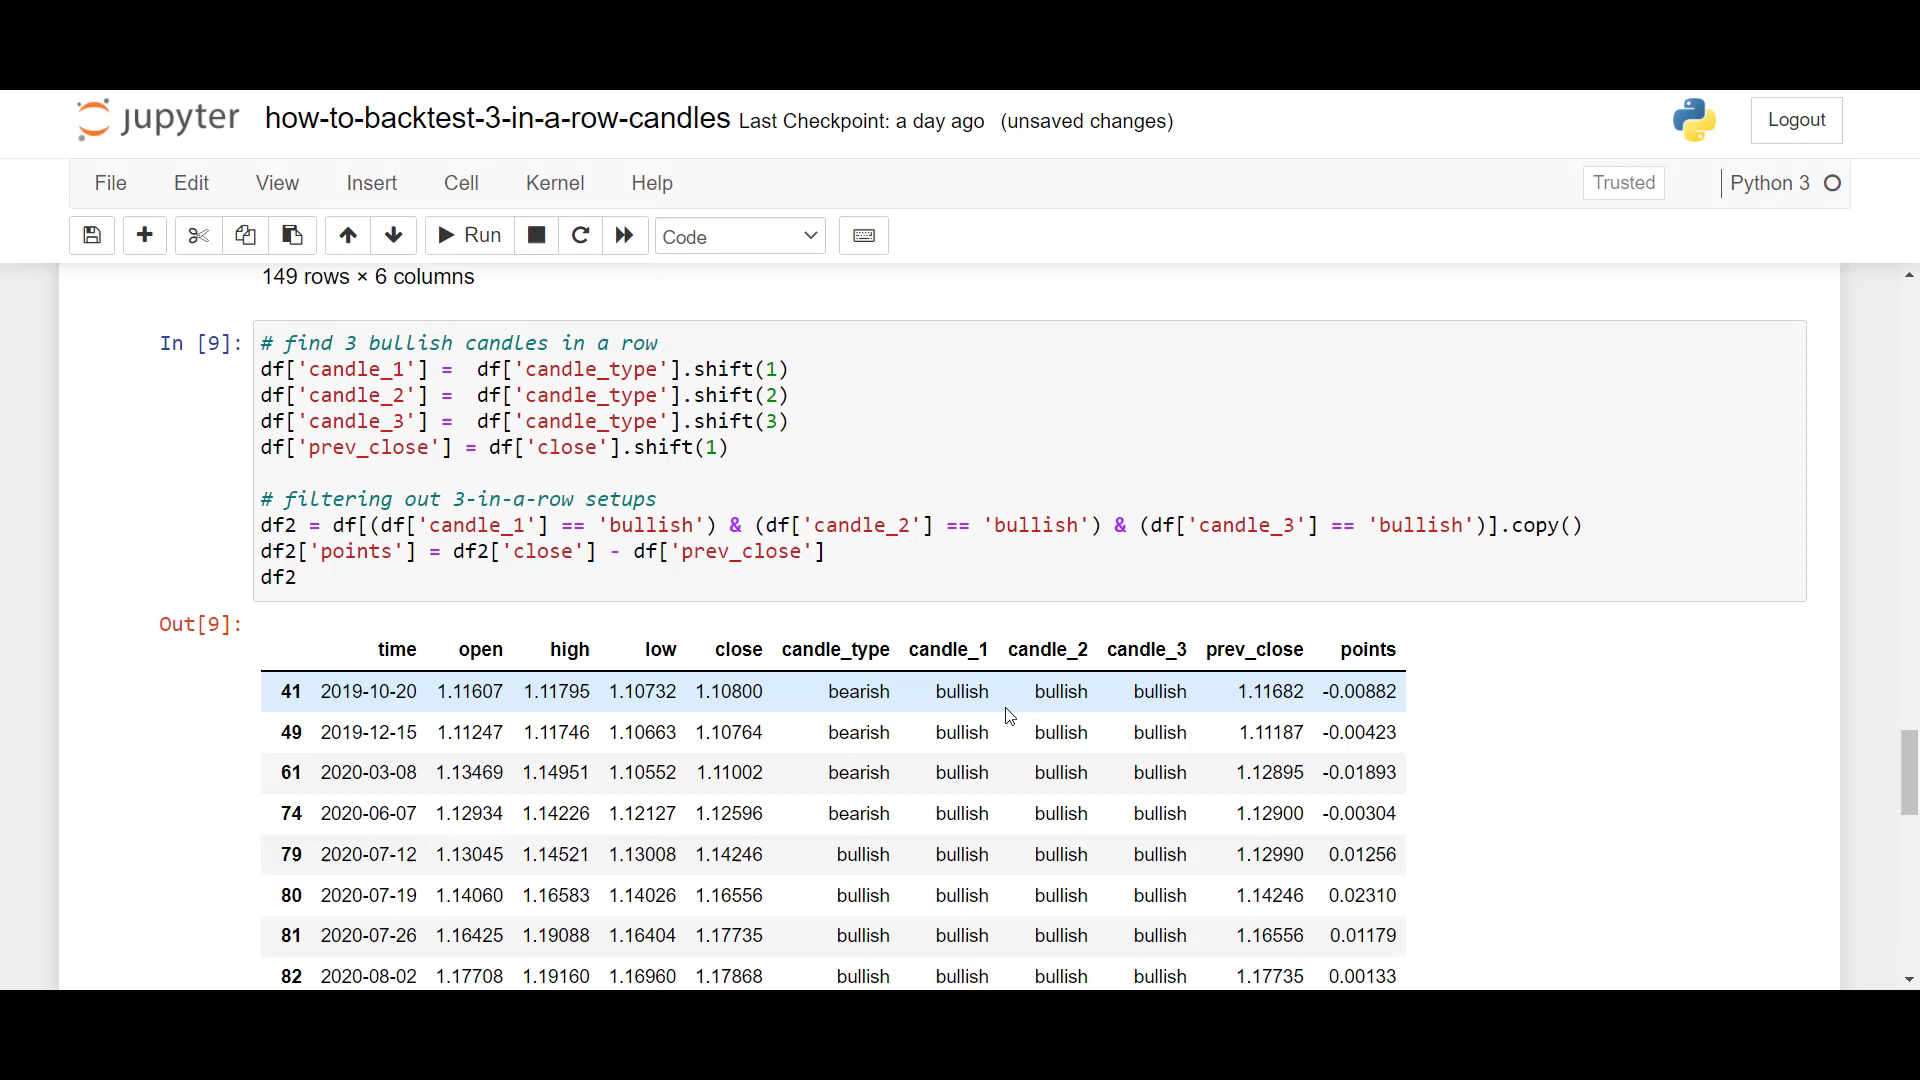 jupyter how-to-backtest-3-in-a-row-candles Last Checkpoint: a day ago (unsaved changes) Logout
File Edit View Insert Cell Kernel Help Trusted Python 3
Run Code
149 rows × 6 columns
In [9]: # find 3 bullish candles in a row
df['candle_1'] =  df['candle_type'].shift(1)
df['candle_2'] =  df['candle_type'].shift(2)
df['candle_3'] =  df['candle_type'].shift(3)
df['prev_close'] = df['close'].shift(1)
# filtering out 3-in-a-row setups
df2 = df[(df['candle_1'] == 'bullish') & (df['candle_2'] == 'bullish') & (df['candle_3'] == 'bullish')].copy()
df2['points'] = df2['close'] - df['prev_close']
df2
Out[9]:
time open high low close candle_type candle_1 candle_2 candle_3 prev_close points
41 2019-10-20 1.11607 1.11795 1.10732 1.10800 bearish bullish bullish bullish 1.11682 -0.00882
49 2019-12-15 1.11247 1.11746 1.10663 1.10764 bearish bullish bullish bullish 1.11187 -0.00423
61 2020-03-08 1.13469 1.14951 1.10552 1.11002 bearish bullish bullish bullish 1.12895 -0.01893
74 2020-06-07 1.12934 1.14226 1.12127 1.12596 bearish bullish bullish bullish 1.12900 -0.00304
79 2020-07-12 1.13045 1.14521 1.13008 1.14246 bullish bullish bullish bullish 1.12990 0.01256
80 2020-07-19 1.14060 1.16583 1.14026 1.16556 bullish bullish bullish bullish 1.14246 0.02310
81 2020-07-26 1.16425 1.19088 1.16404 1.17735 bullish bullish bullish bullish 1.16556 0.01179
82 2020-08-02 1.17708 1.19160 1.16960 1.17868 bullish bullish bullish bullish 1.17735 0.00133